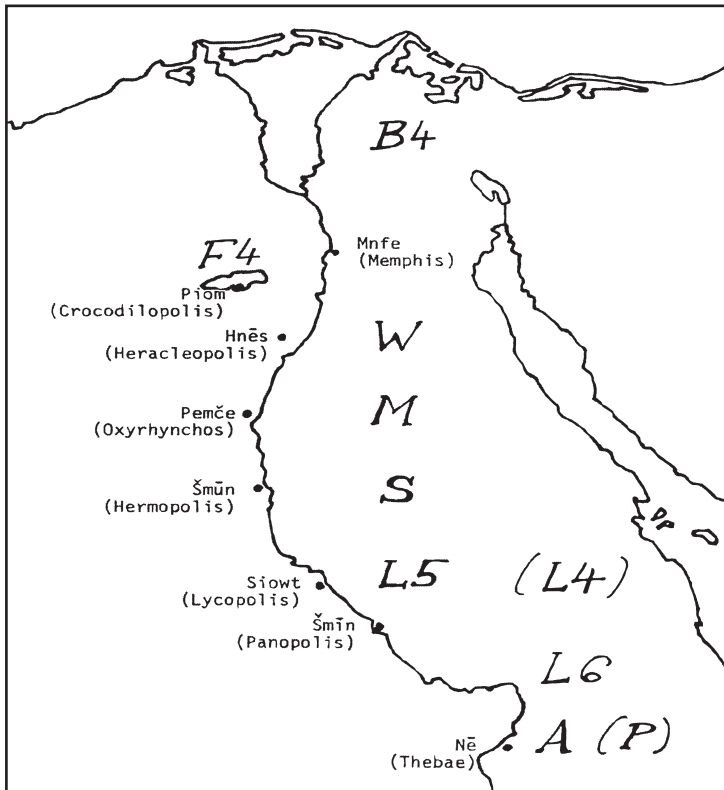 B4
Mnfe
(Memphis)
F4
Piom
(Crocodilopolis)
Hnēs
(Heracleopolis)
W
Pemče
(Oxyrhynchos)
M
Šmūn
(Hermopolis)
S
Siowt
(Lycopolis)
L5 (L4)
Šmīn
(Panopolis)
L6
Nē
(Thebae)
A (P)